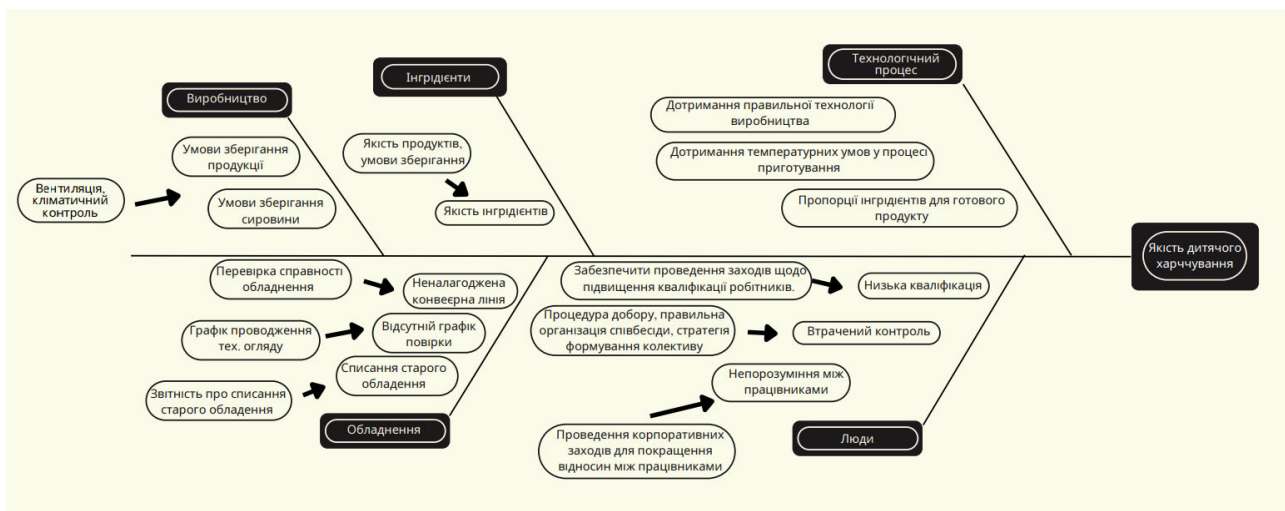 Технологічний
процес
Інгрідієнти
Виробництво
Дотримання правильної технології
виробництва
Умови зберігання
продукції
Якість продуктів,
умови зберігання
Дотримання температурних умов у процесі
приготування
Вентиляція,
кліматичний
контроль
Умови зберігання
сировини
Якість інгрідієнтів
Пропорції інгрідієнтів для готового
продукту
Якість дитячого
харччування
Перевірка справності
обладнення
Неналагоджена
конвеєрна лінія
Забезпечити проведення заходів щодо
підвищення кваліфікації робітників.
Низька кваліфікація
Графік проводження
тех. огляду
Відсутній графік
повірки
Процедура добору, правильна
організація співбесіди, стратегія
формування колективу
Втрачений контроль
Звітність про списання
старого обладення
Списання старого
обладення
Непорозуміння між
працівниками
Обладнення
Проведення корпоративних
заходів для покращення
відносин між працівниками
Люди